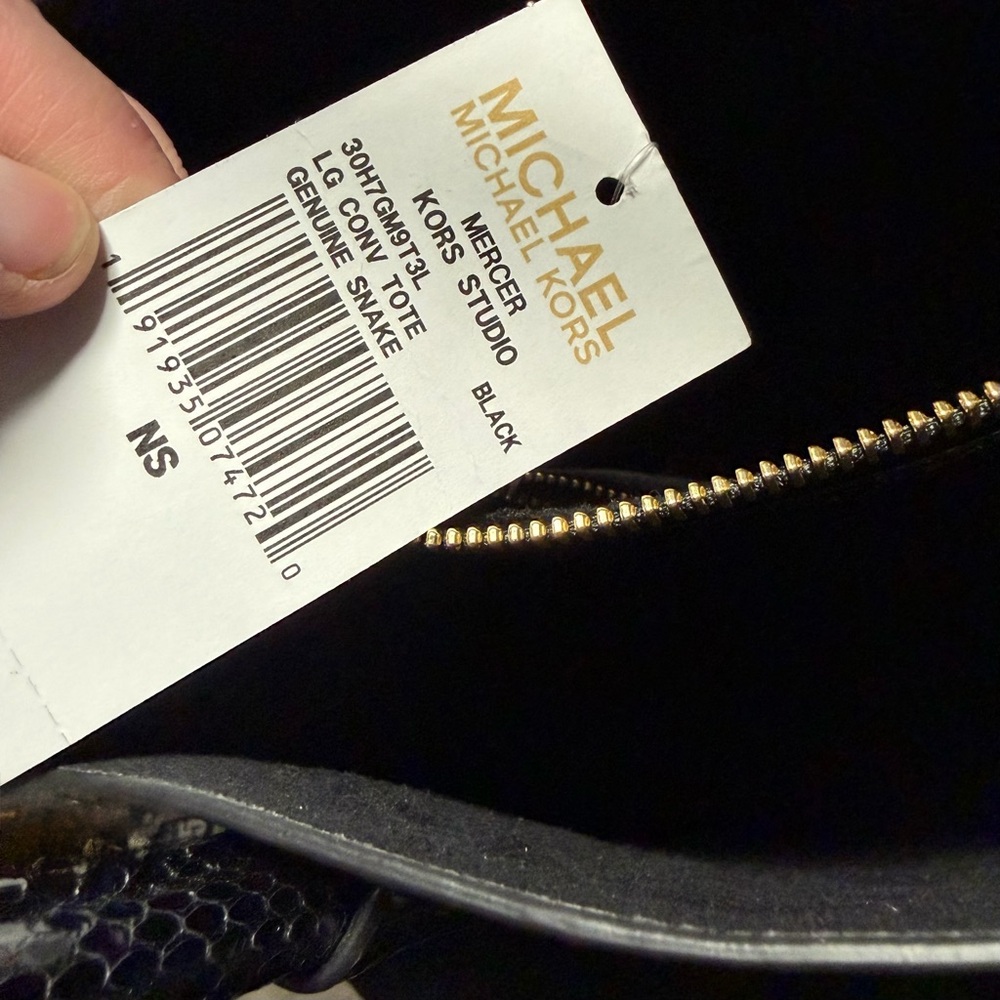 MICHAEL
MICHAEL KORS
MERCER
KORS STUDIO BLACK
30H7GM9T3L
LG CONV TOTE
GENUINE SNAKE
1 91935 07472 0
NS